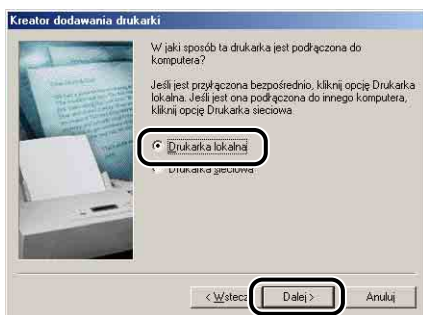 Kreator dodawania drukarki
W jaki sposób ta drukarka jest podłączona do
komputera?
Jeśli jest przyłączona bezpośrednio, kliknij opcję Drukarka
lokalna. Jeśli jest ona podłączona do innego komputera,
kliknij opcję Drukarka sieciowa
Drukarka lokalna
Drukarka sieciowa
< Wstecz Dalej > Anuluj